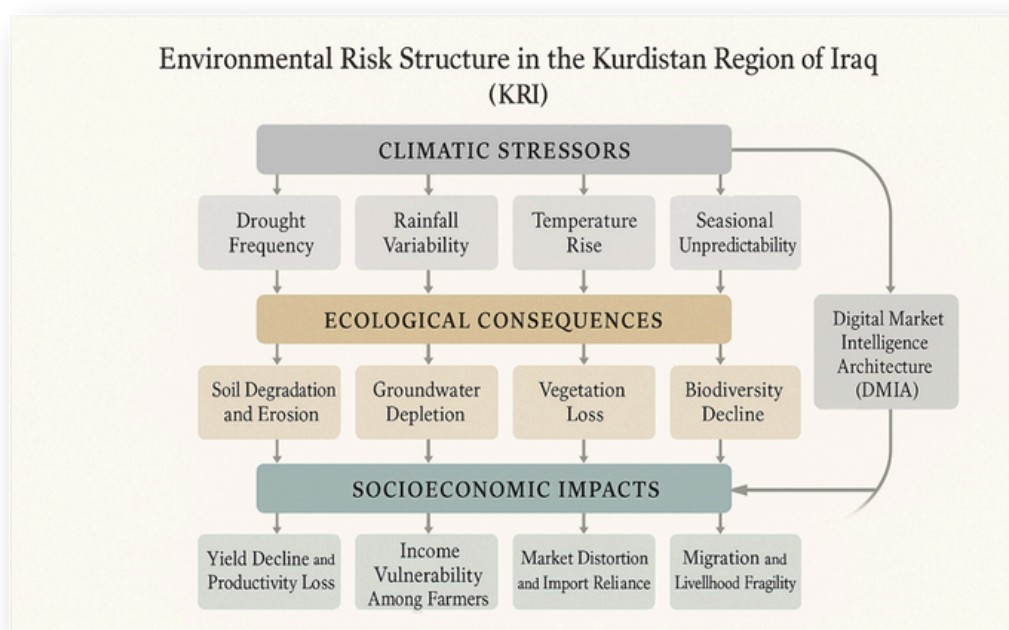 Environmental Risk Structure in the Kurdistan Region of Iraq
(KRI)
CLIMATIC STRESSORS
Drought
Frequency
Rainfall
Variability
Temperature
Rise
Seasonal
Unpredictability
ECOLOGICAL CONSEQUENCES
Digital Market
Intelligence
Architecture
(DMIA)
Soil Degradation
and Erosion
Groundwater
Depletion
Vegetation
Loss
Biodiversity
Decline
SOCIOECONOMIC IMPACTS
Yield Decline and
Productivity Loss
Income
Vulnerability
Among Farmers
Market Distortion
and Import Reliance
Migration and
Livellhood Fragility